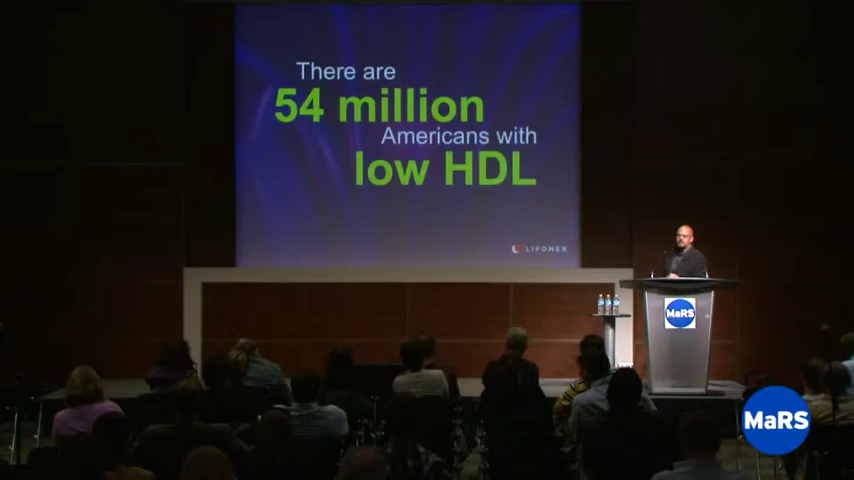 There are
54 million
Americans with
low HDL
LIPONEX
MaRS
MaRS